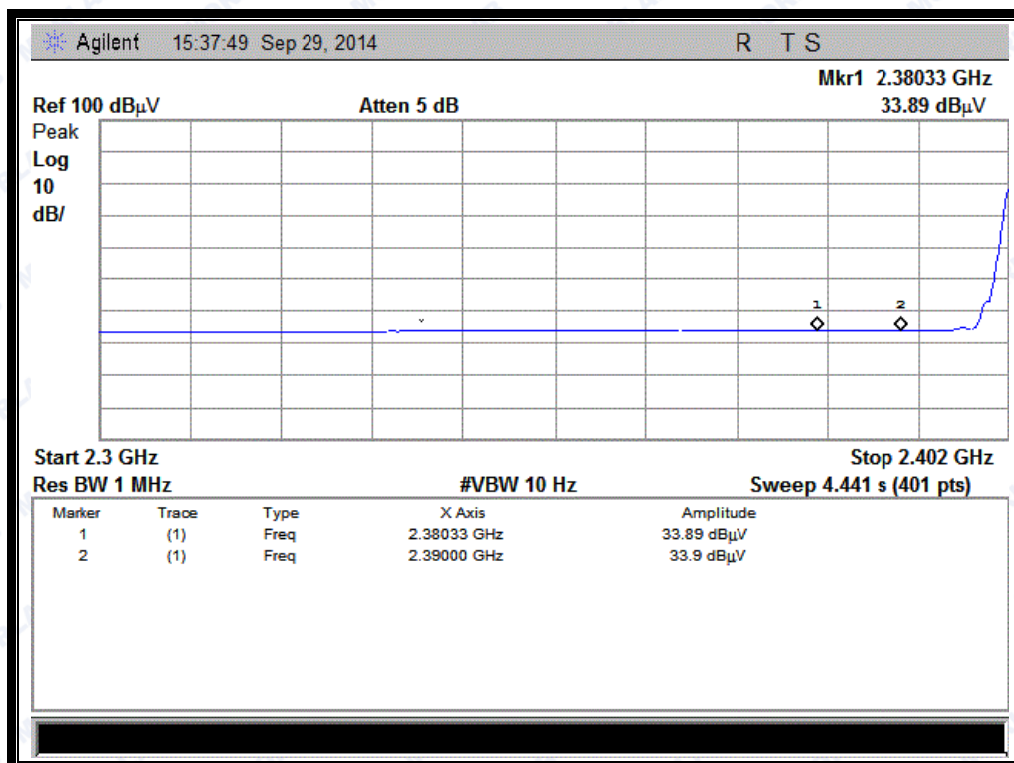 Agilent 15:37:49 Sep 29, 2014 R T S
Mkr1 2.38033 GHz
Ref 100 dBµV Atten 5 dB 33.89 dBµV
Peak
Log
10
dB/
1 2
Start 2.3 GHz Stop 2.402 GHz
Res BW 1 MHz #VBW 10 Hz Sweep 4.441 s (401 pts)
Marker Trace Type X Axis Amplitude
1 (1) Freq 2.38033 GHz 33.89 dBµV
2 (1) Freq 2.39000 GHz 33.9 dBµV